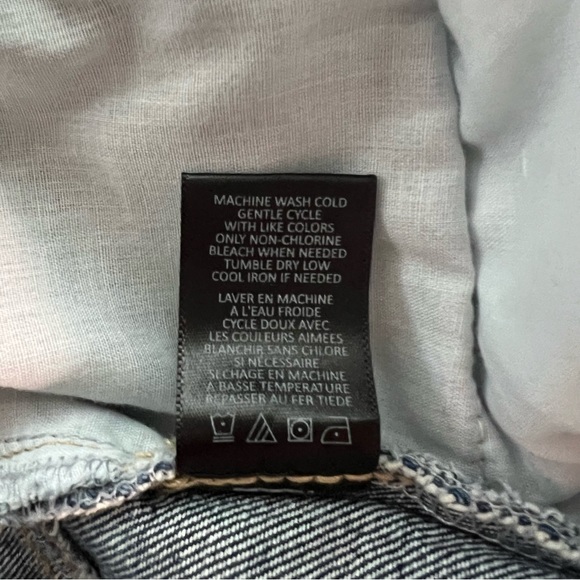 MACHINE WASH COLD
GENTLE CYCLE
WITH LIKE COLORS
ONLY NON-CHLORINE
BLEACH WHEN NEEDED
TUMBLE DRY LOW
COOL IRON IF NEEDED
LAVER EN MACHINE
A L'EAU FROIDE
CYCLE DOUX AVEC
LES COULEURS AIMEES
BLANCHIR SANS CHLORE
SI NECESSAIRE
SECHAGE EN MACHINE
A BASSE TEMPERATURE
REPASSER AU FER TIEDE